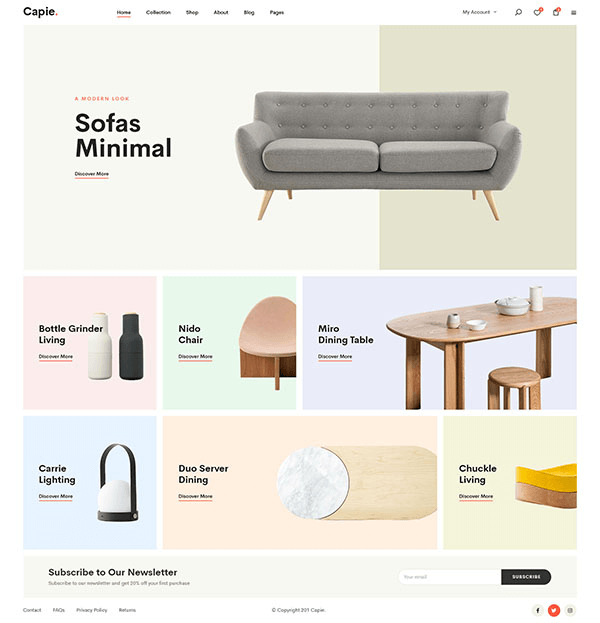 Capie.
Home Collection Shop About Blog Pages
My Account
A MODERN LOOK
Sofas
Minimal
Discover More
Bottle Grinder
Living
Discover More
Nido
Chair
Discover More
Miro
Dining Table
Discover More
Carrie
Lighting
Discover More
Duo Server
Dining
Discover More
Chuckle
Living
Discover More
Subscribe to Our Newsletter
Subscribe to our newsletter and get 20% off your first purchase
Your email
SUBSCRIBE
Contact FAQs Privacy Policy Returns
© Copyright 201 Capie.